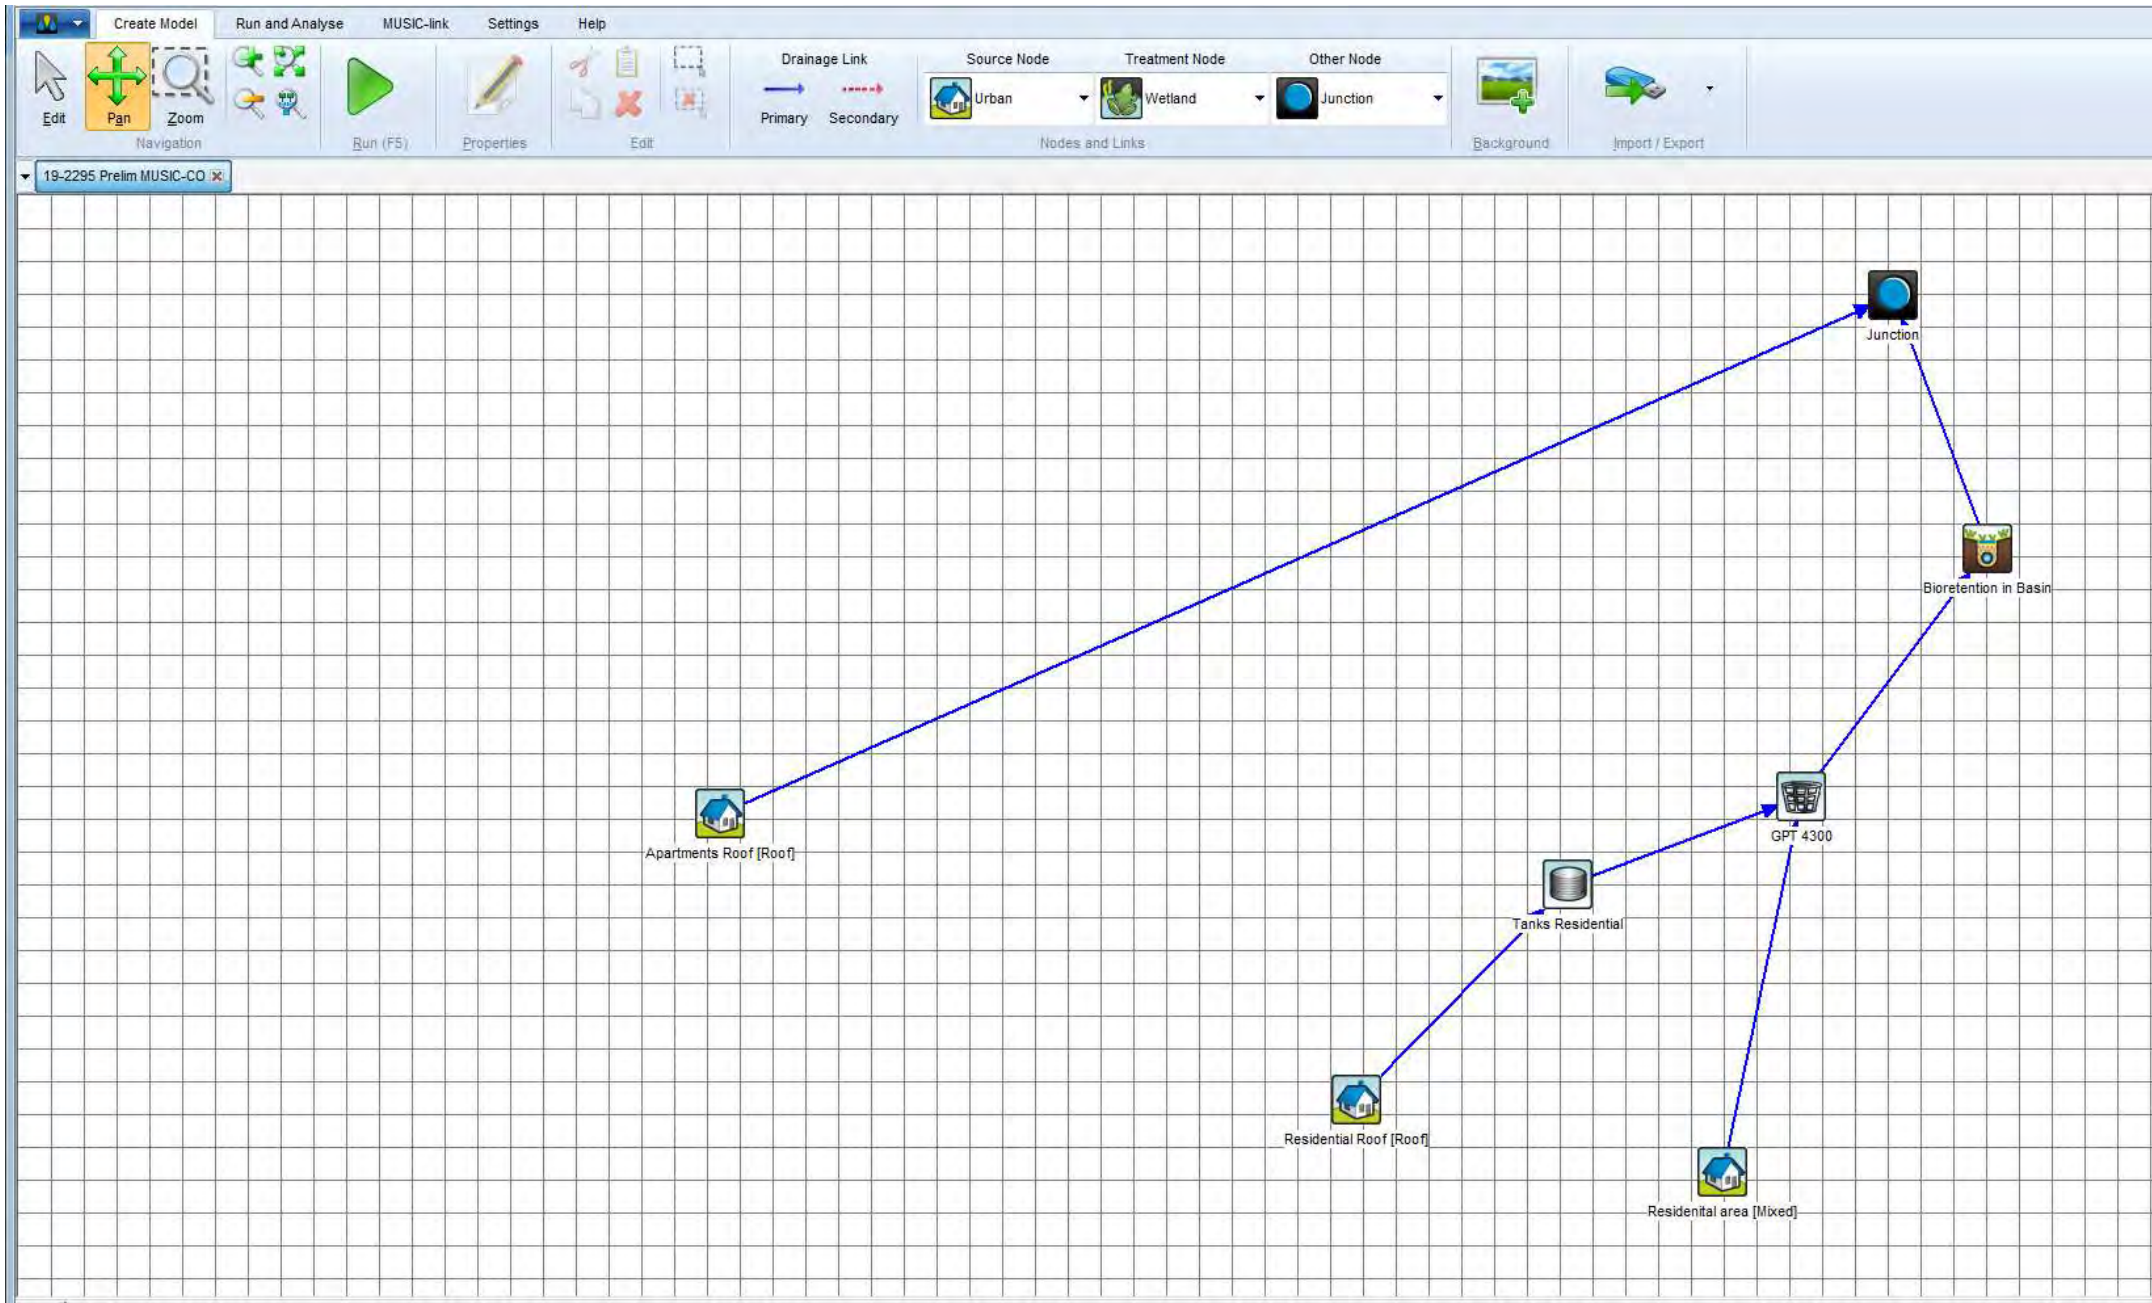 Create Model Run and Analyse MUSIC-link Settings Help
Drainage Link Source Node Treatment Node Other Node
Urban Wetland Junction
Edit Pan Zoom Primary Secondary
Navigation Run (F5) Properties Edit Nodes and Links Background Import / Export
19-2295 Prelim MUSIC-CO
Junction
Bioretention in Basin
GPT 4300
Apartments Roof [Roof]
Tanks Residential
Residential Roof [Roof]
Residenital area [Mixed]